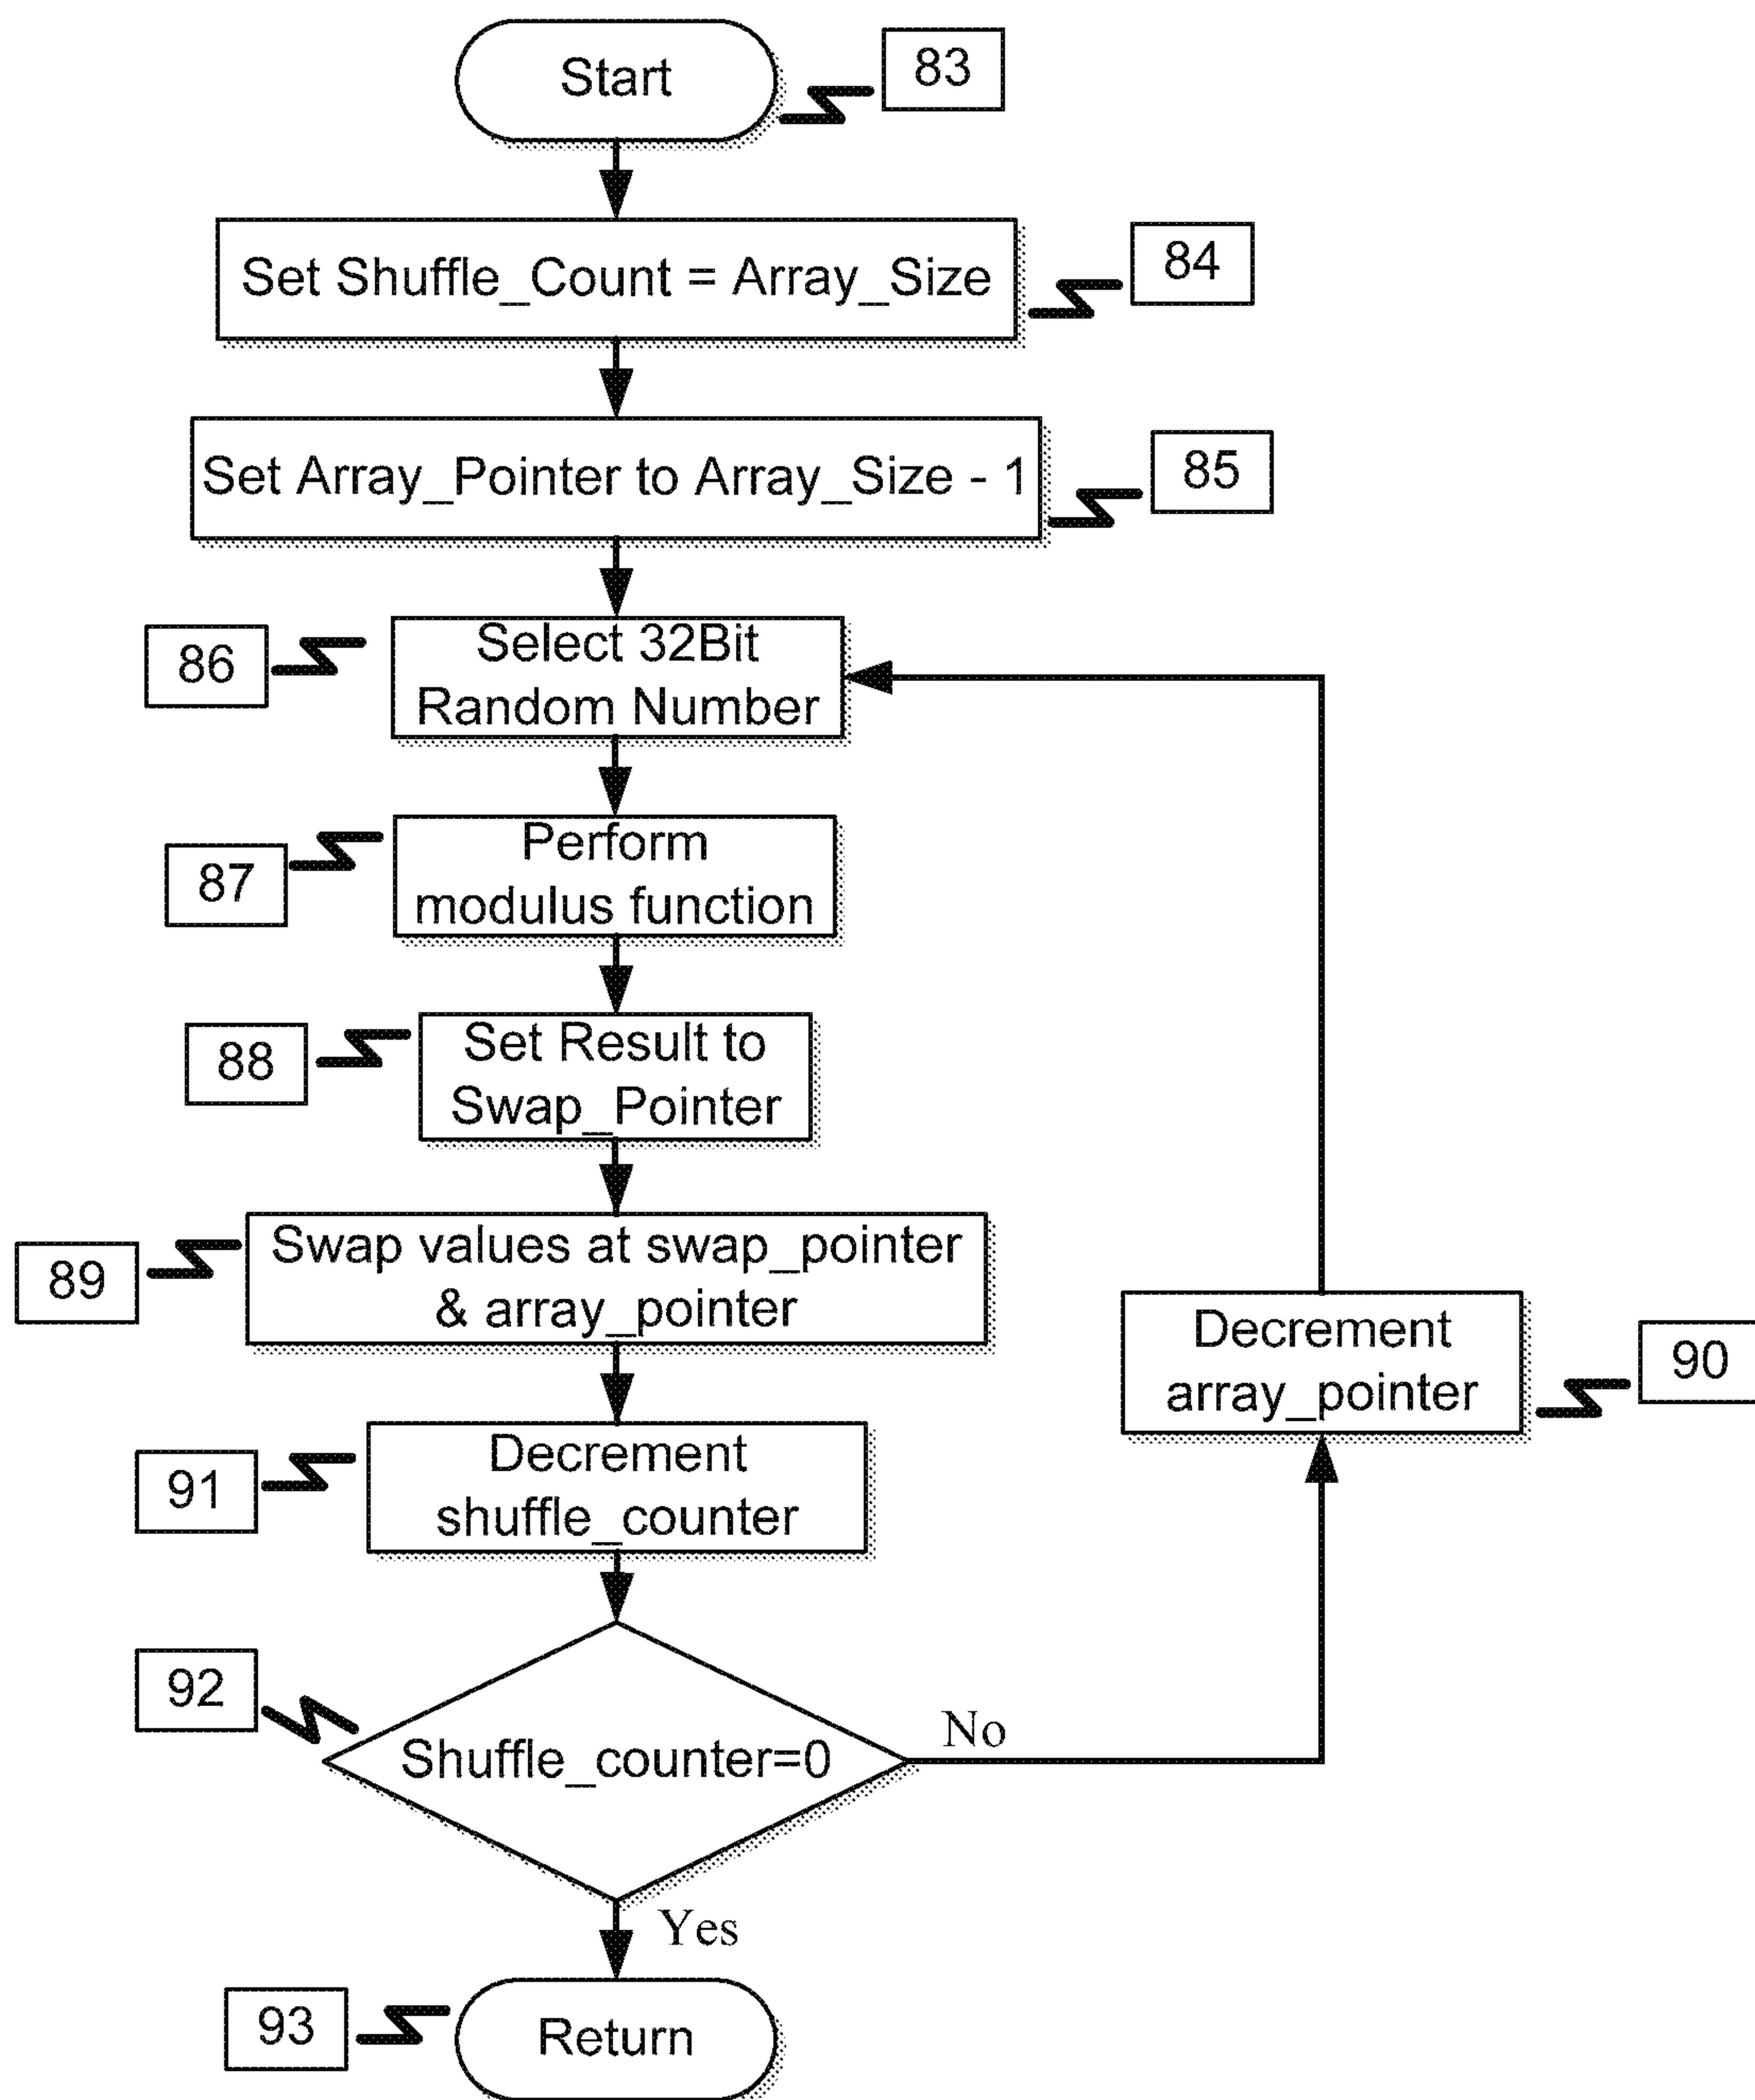 Start
83
Set Shuffle_Count = Array_Size
84
Set Array_Pointer to Array_Size - 1
85
86
Select 32Bit
Random Number
87
Perform
modulus function
88
Set Result to
Swap_Pointer
89
Swap values at swap_pointer
& array_pointer
Decrement
array_pointer
90
91
Decrement
shuffle_counter
92
Shuffle_counter=0
No
Yes
93
Return